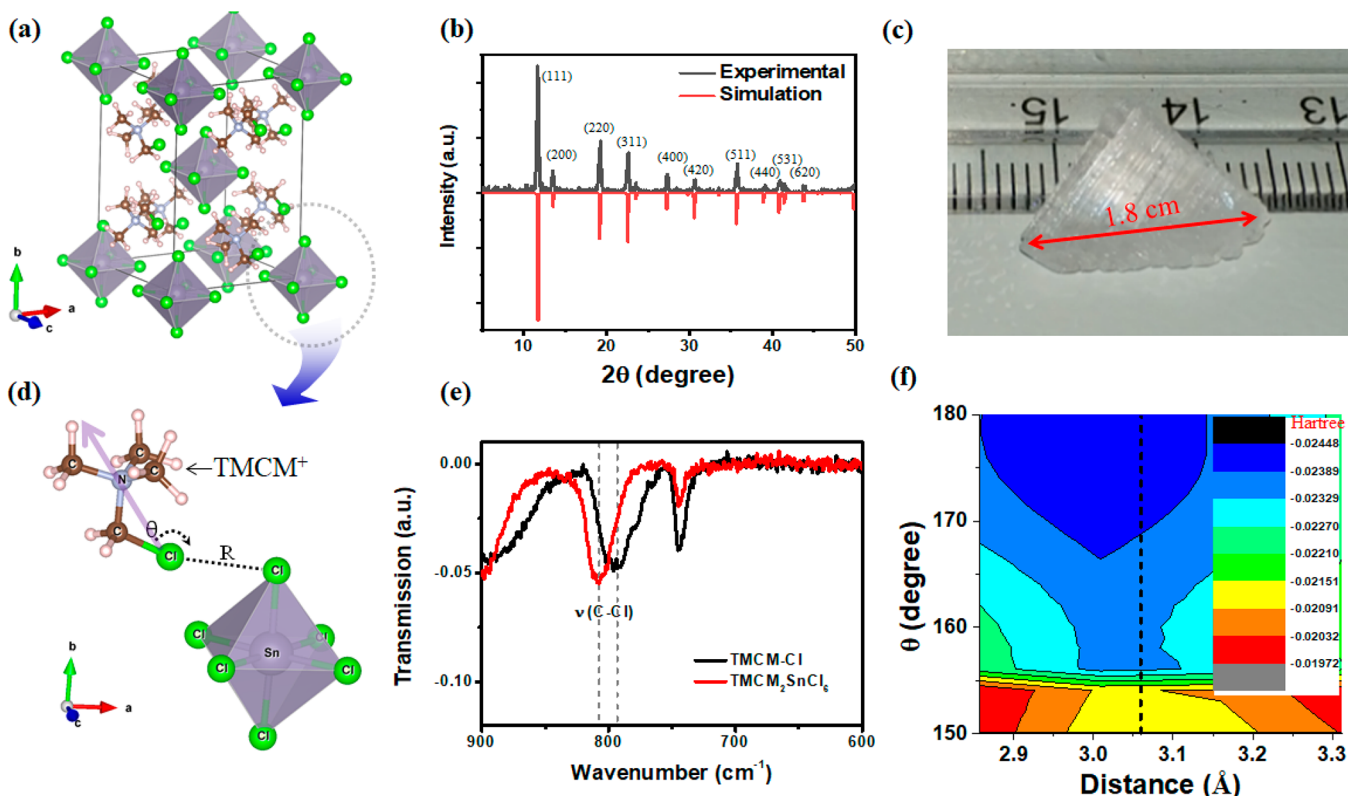 (a)
b
a
c
(b)
Intensity (a.u.)
Experimental
Simulation
(111)
(200)
(220)
(311)
(400)
(420)
(511)
(440)
(531)
(620)
10 20 30 40 50
2θ (degree)
(c)
15 14 13
1.8 cm
(d)
C
N
C
C
←TMCM⁺
C
θ
Cl
R
Cl
Cl
Cl
Sn
Cl
Cl
Cl
b
a
c
(e)
Transmission (a.u.)
0.00
-0.05
-0.10
ν (C-Cl)
TMCM-Cl
TMCM₂SnCl₆
900 800 700 600
Wavenumber (cm⁻¹)
(f)
θ (degree)
180
170
160
150
Hartree
-0.02448
-0.02389
-0.02329
-0.02270
-0.02210
-0.02151
-0.02091
-0.02032
-0.01972
2.9 3.0 3.1 3.2 3.3
Distance (Å)